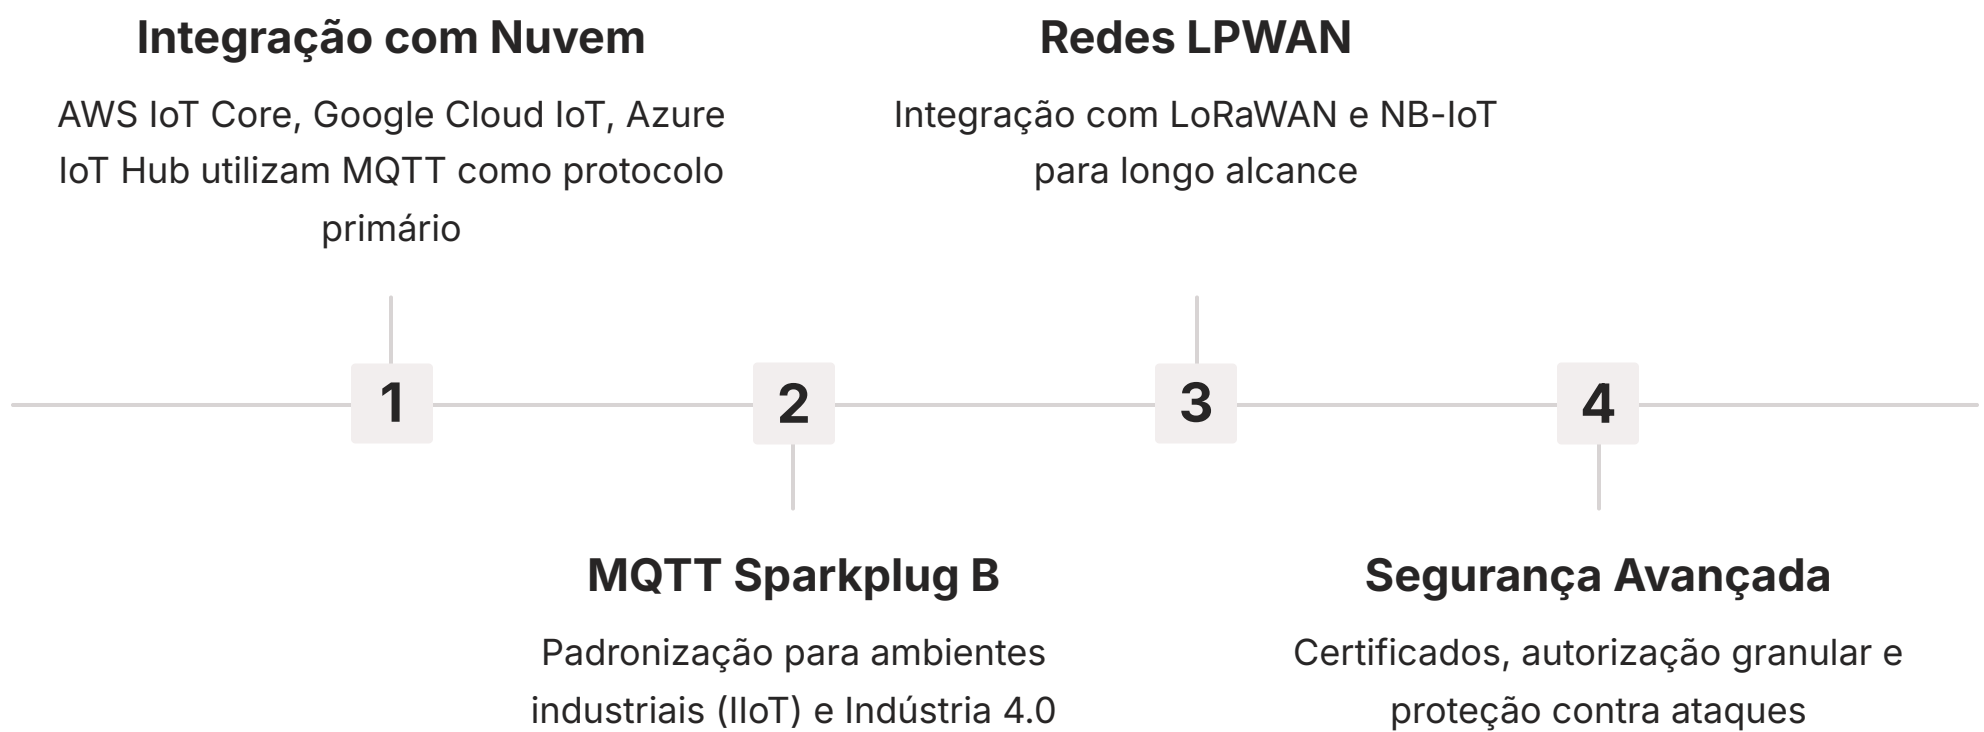 Integração com Nuvem
AWS IoT Core, Google Cloud IoT, Azure
IoT Hub utilizam MQTT como protocolo
primário
Redes LPWAN
Integração com LoRaWAN e NB-IoT
para longo alcance
1
2
3
4
MQTT Sparkplug B
Padronização para ambientes
industriais (IIoT) e Indústria 4.0
Segurança Avançada
Certificados, autorização granular e
proteção contra ataques